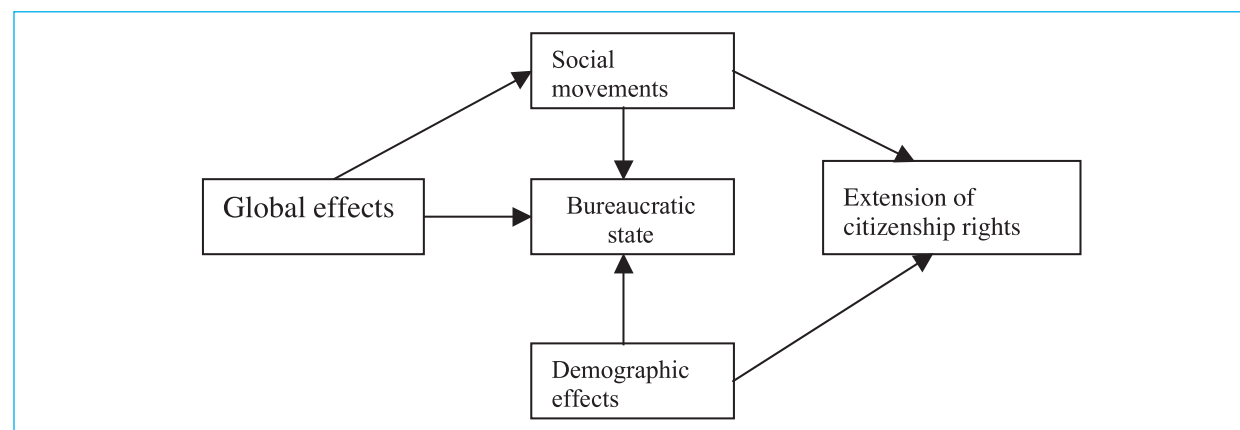 Social
movements
Global effects
Bureaucratic
state
Extension of
citizenship rights
Demographic
effects